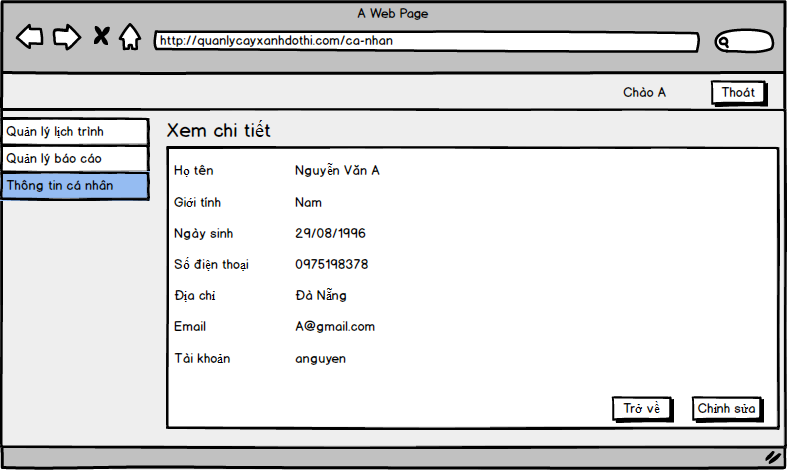 A Web Page
http://quanlycayxanhdothi.com/ca-nhan
Chào A
Thoát
Quản lý lịch trình
Quản lý báo cáo
Thông tin cá nhân
Xem chi tiết
Họ tên Nguyễn Văn A
Giới tính Nam
Ngày sinh 29/08/1996
Số điện thoại 0975198378
Địa chỉ Đà Nẵng
Email A@gmail.com
Tài khoản anguyen
Trở về
Chỉnh sửa